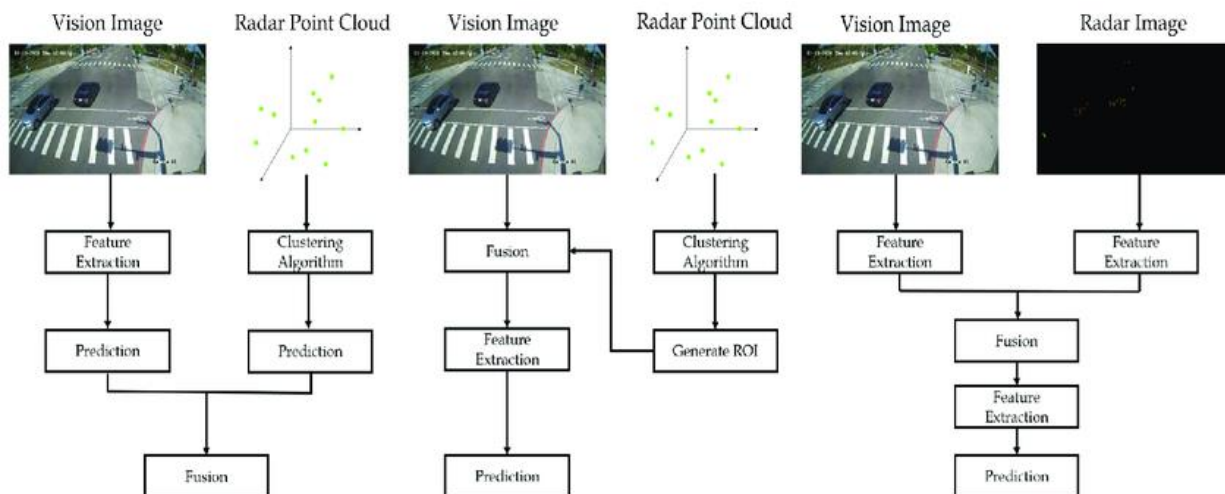 Vision Image
Radar Point Cloud
Feature
Extraction
Clustering
Algorithm
Prediction
Prediction
Fusion
Vision Image
Radar Point Cloud
Fusion
Clustering
Algorithm
Feature
Extraction
Generate ROI
Prediction
Vision Image
Radar Image
Feature
Extraction
Feature
Extraction
Fusion
Feature
Extraction
Prediction